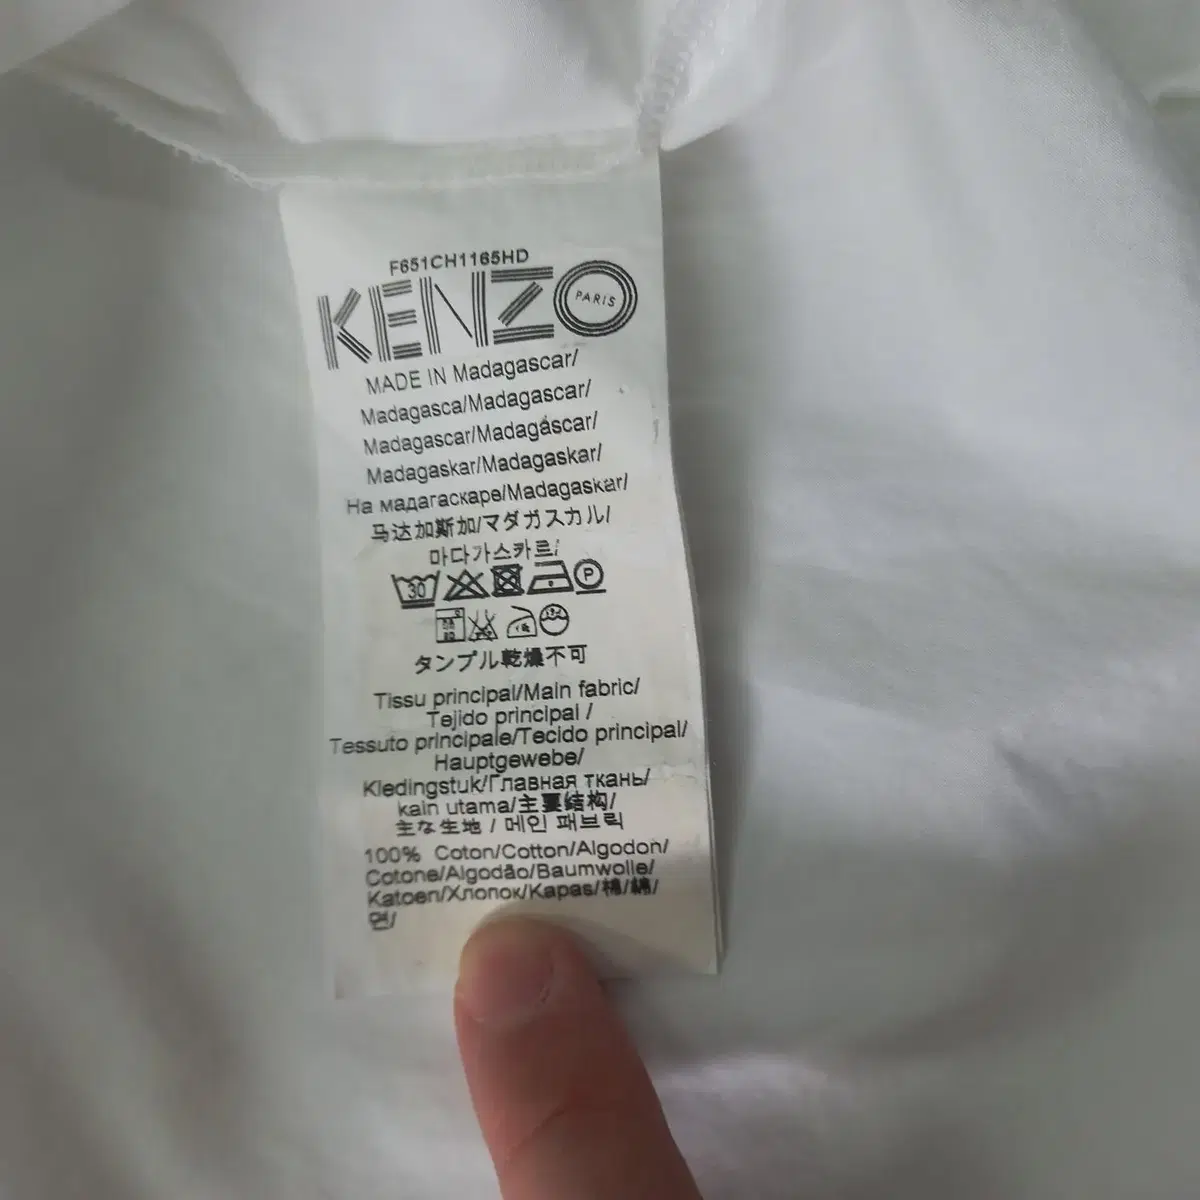 F651CH1165HD
KENZO PARIS
MADE IN Madagascar/
Madagasca/Madagascar/
Madagascar/Madagáscar/
Madagaskar/Madagaskar/
На мадагаскаре/Madagaskar/
马达加斯加/マダガスカル/
마다가스카르/
30 P
タンプル乾燥不可
Tissu principal/Main fabric/
Tejido principal /
Tessuto principale/Tecido principal/
Hauptgewebe/
Kledingstuk/Главная ткань/
kain utama/主要结构/
主な生地 / 메인 패브릭
100% Coton/Cotton/Algodon/
Cotone/Algodão/Baumwolle/
Katoen/Хлопок/Kapas/棉/綿/
면/